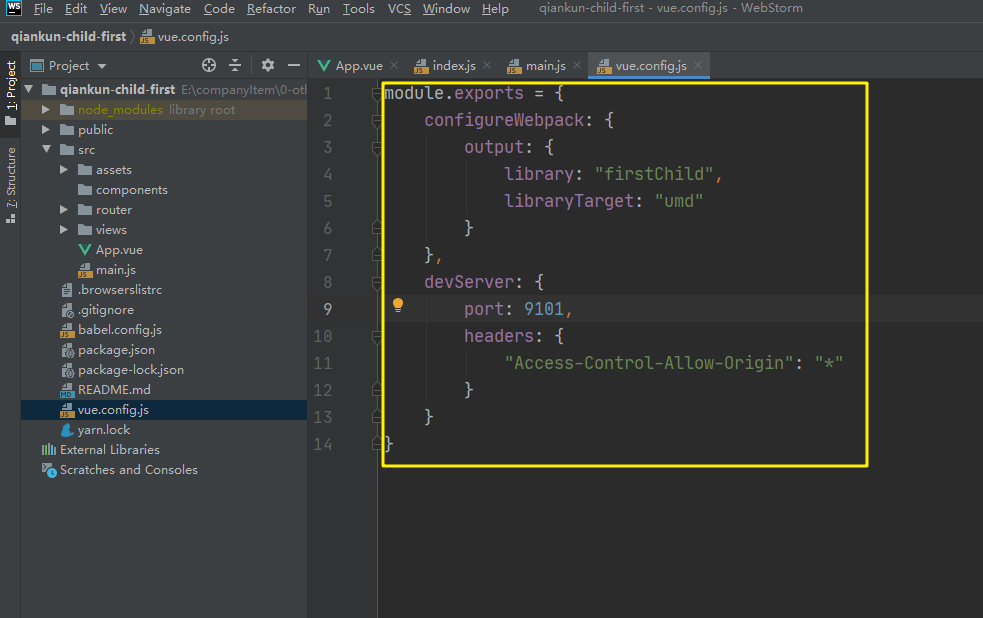 WS File Edit View Navigate Code Refactor Run Tools VCS Window Help qiankun-child-first - vue.config.js - WebStorm
qiankun-child-first vue.config.js
1: Project
7: Structure
Project
qiankun-child-first E:\companyItem\0-ot
node_modules library root
public
src
assets
components
router
views
App.vue
main.js
.browserslistrc
.gitignore
babel.config.js
package.json
package-lock.json
README.md
vue.config.js
yarn.lock
External Libraries
Scratches and Consoles
App.vue index.js main.js vue.config.js
1 module.exports = {
2 configureWebpack: {
3 output: {
4 library: "firstChild",
5 libraryTarget: "umd"
6 }
7 },
8 devServer: {
9 port: 9101,
10 headers: {
11 "Access-Control-Allow-Origin": "*"
12 }
13 }
14 }